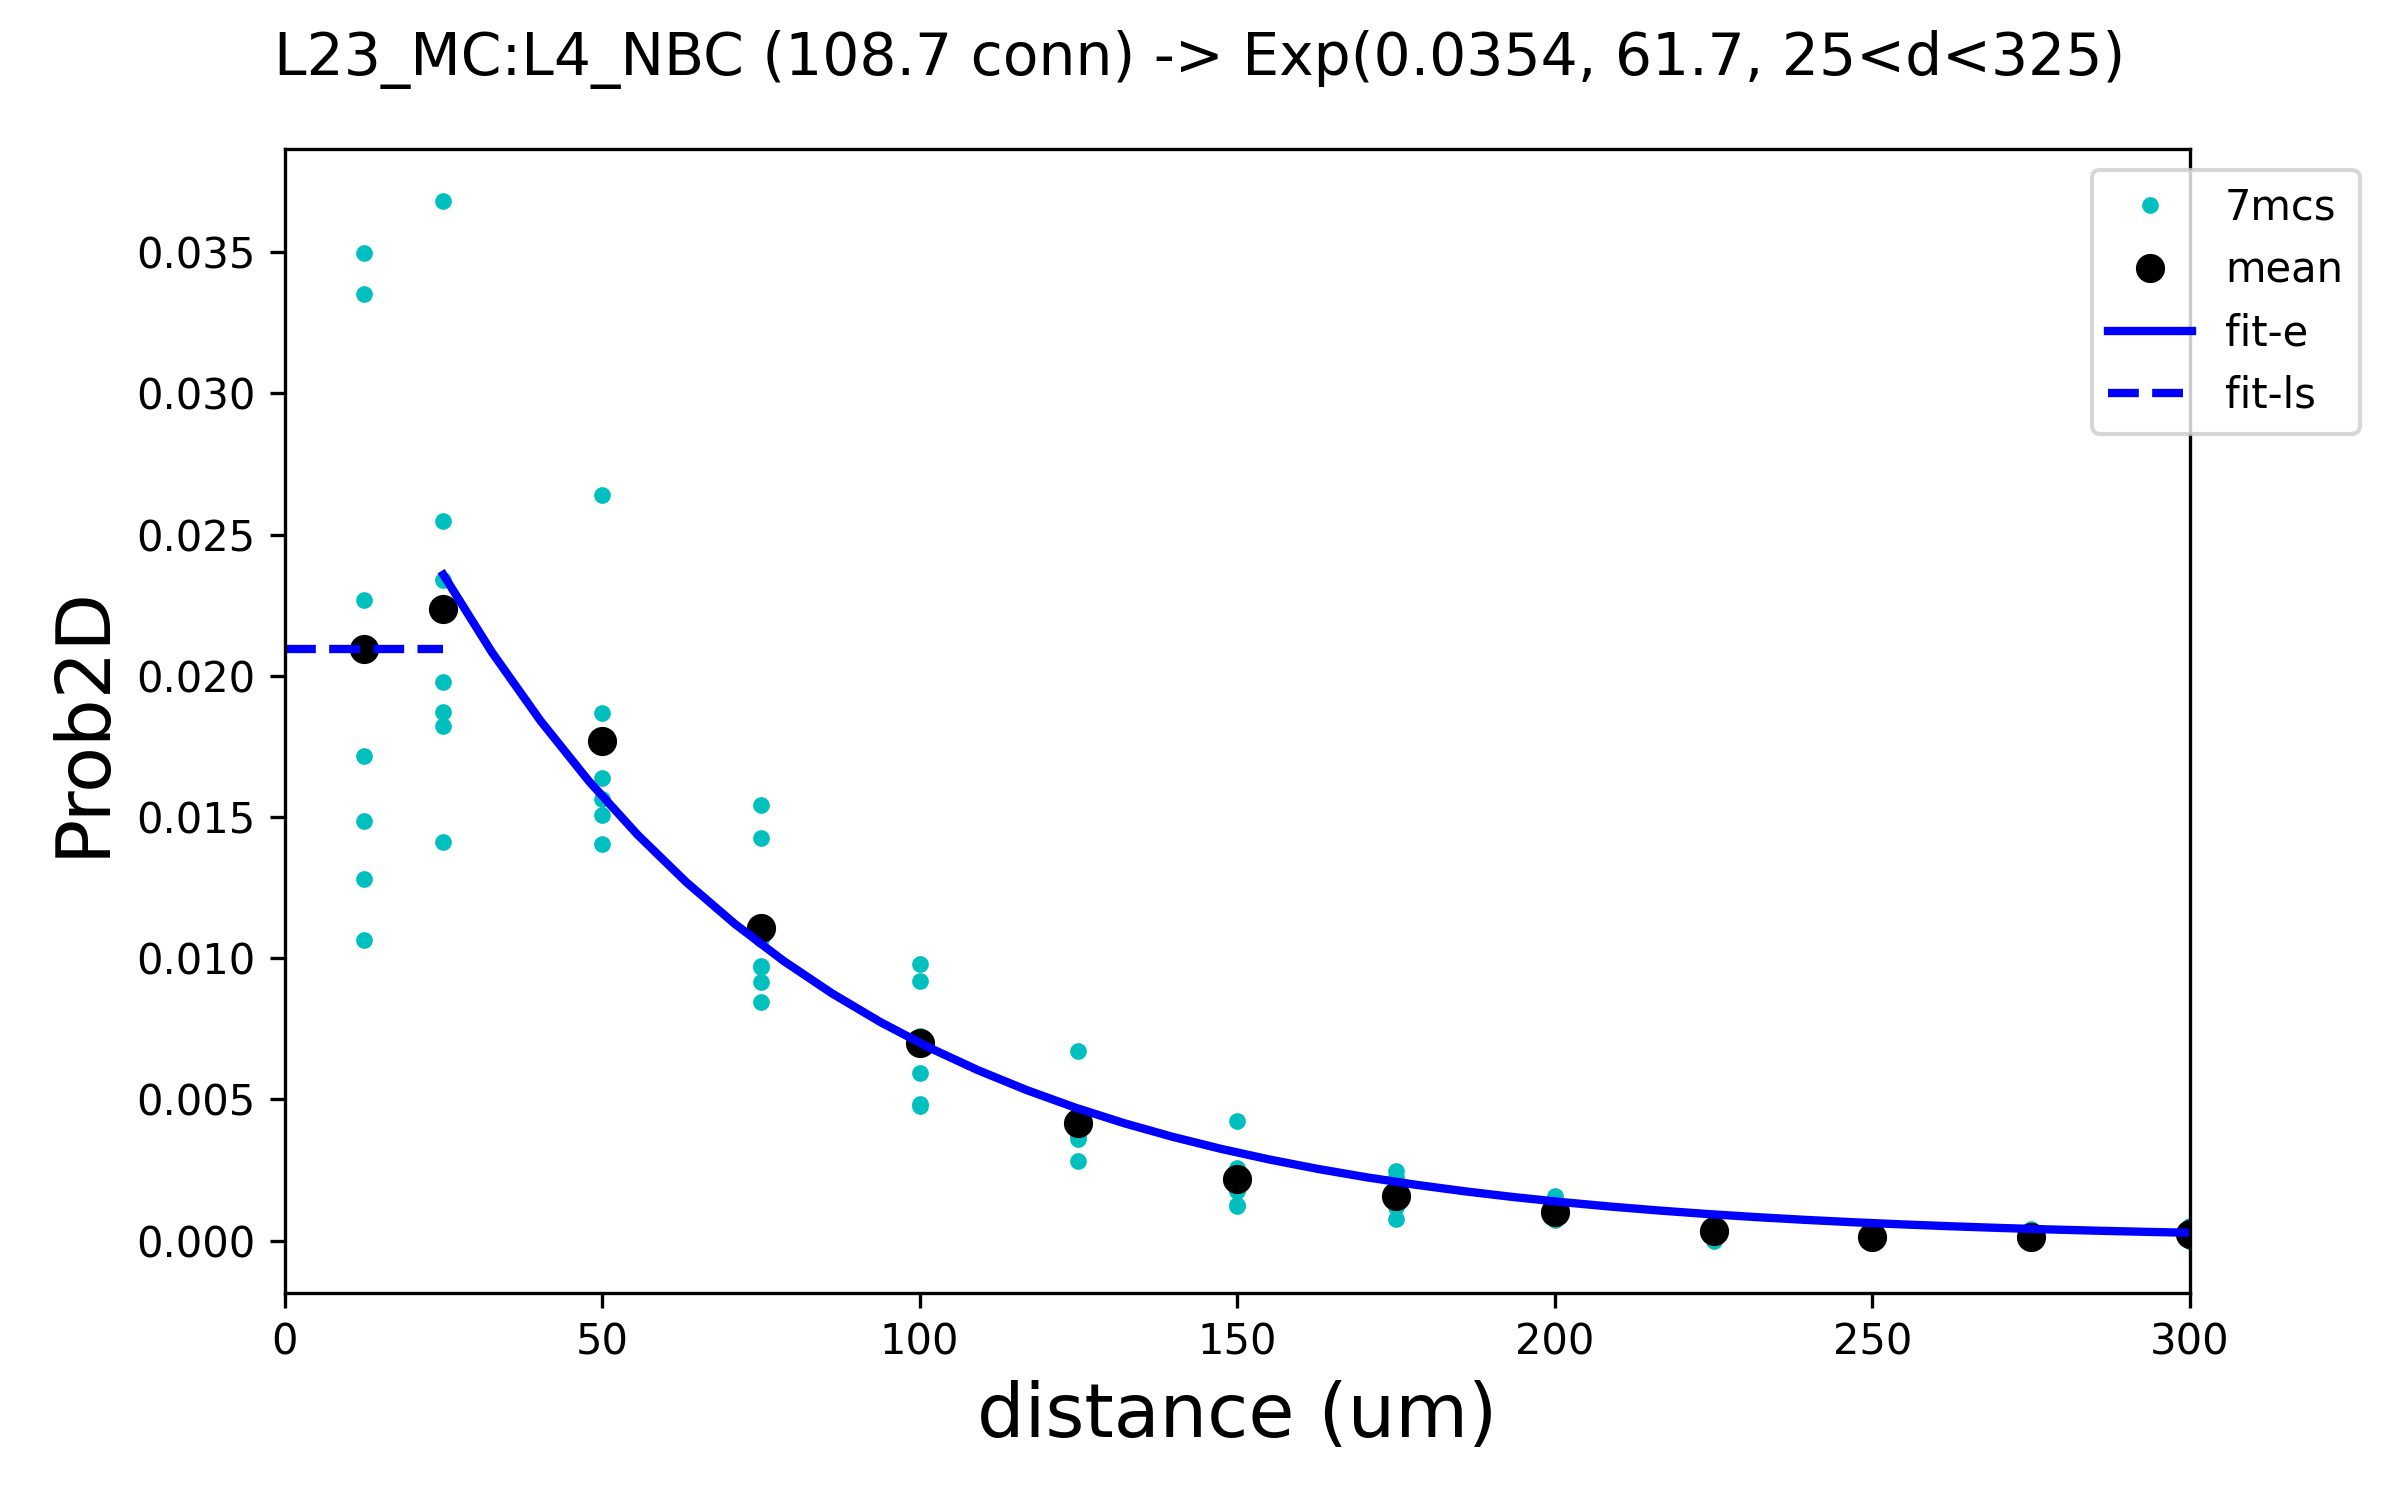 L23_MC:L4_NBC (108.7 conn) -> Exp(0.0354, 61.7, 25<d<325)
7mcs
mean
fit-e
fit-ls
Prob2D
0.035
0.030
0.025
0.020
0.015
0.010
0.005
0.000
0 50 100 150 200 250 300
distance (um)